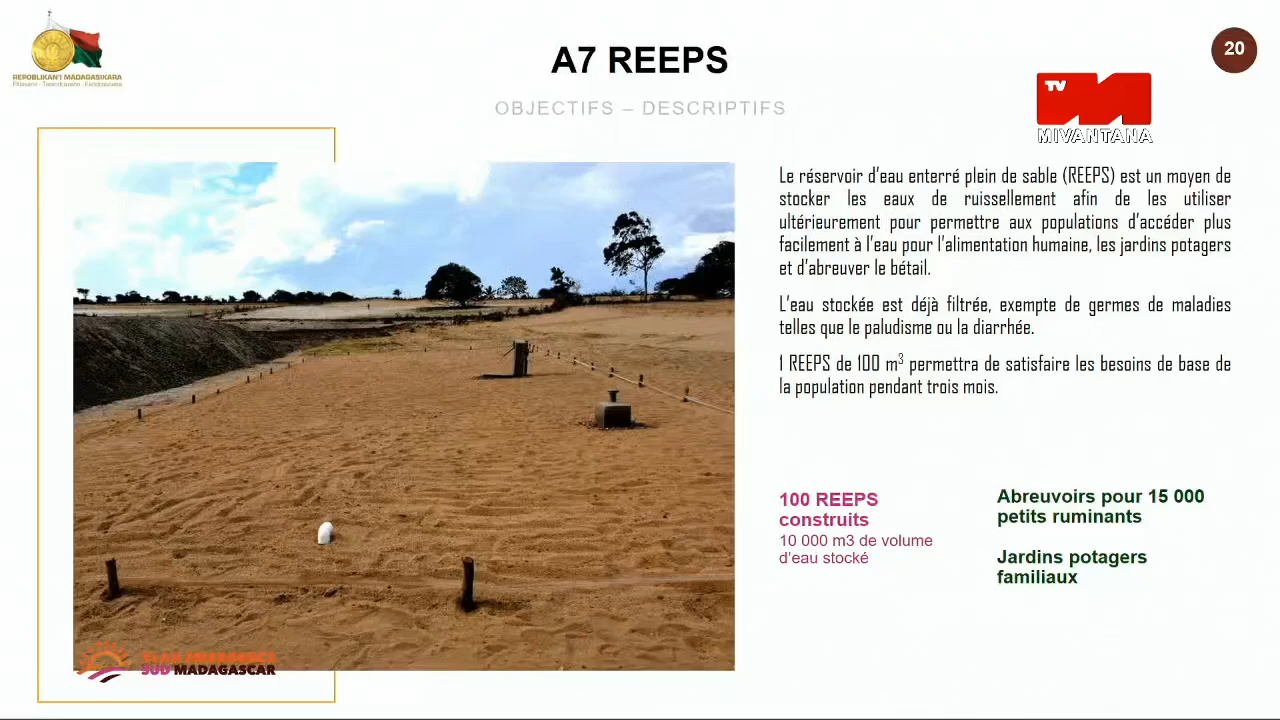 A7 REEPS
20
OBJECTIFS – DESCRIPTIFS
REPOBLIKAN'I MADAGASIKARA
Fitiavana - Tanindrazana - Fandrosoana
TV
MIVANTANA
Le réservoir d'eau enterré plein de sable (REEPS) est un moyen de
stocker les eaux de ruissellement afin de les utiliser
ultérieurement pour permettre aux populations d'accéder plus
facilement à l'eau pour l'alimentation humaine, les jardins potagers
et d'abreuver le bétail.
L'eau stockée est déjà filtrée, exempte de germes de maladies
telles que le paludisme ou la diarrhée.
1 REEPS de 100 m³ permettra de satisfaire les besoins de base de
la population pendant trois mois.
100 REEPS
construits
10 000 m3 de volume
d'eau stocké
Abreuvoirs pour 15 000
petits ruminants
Jardins potagers
familiaux
SUD MADAGASCAR